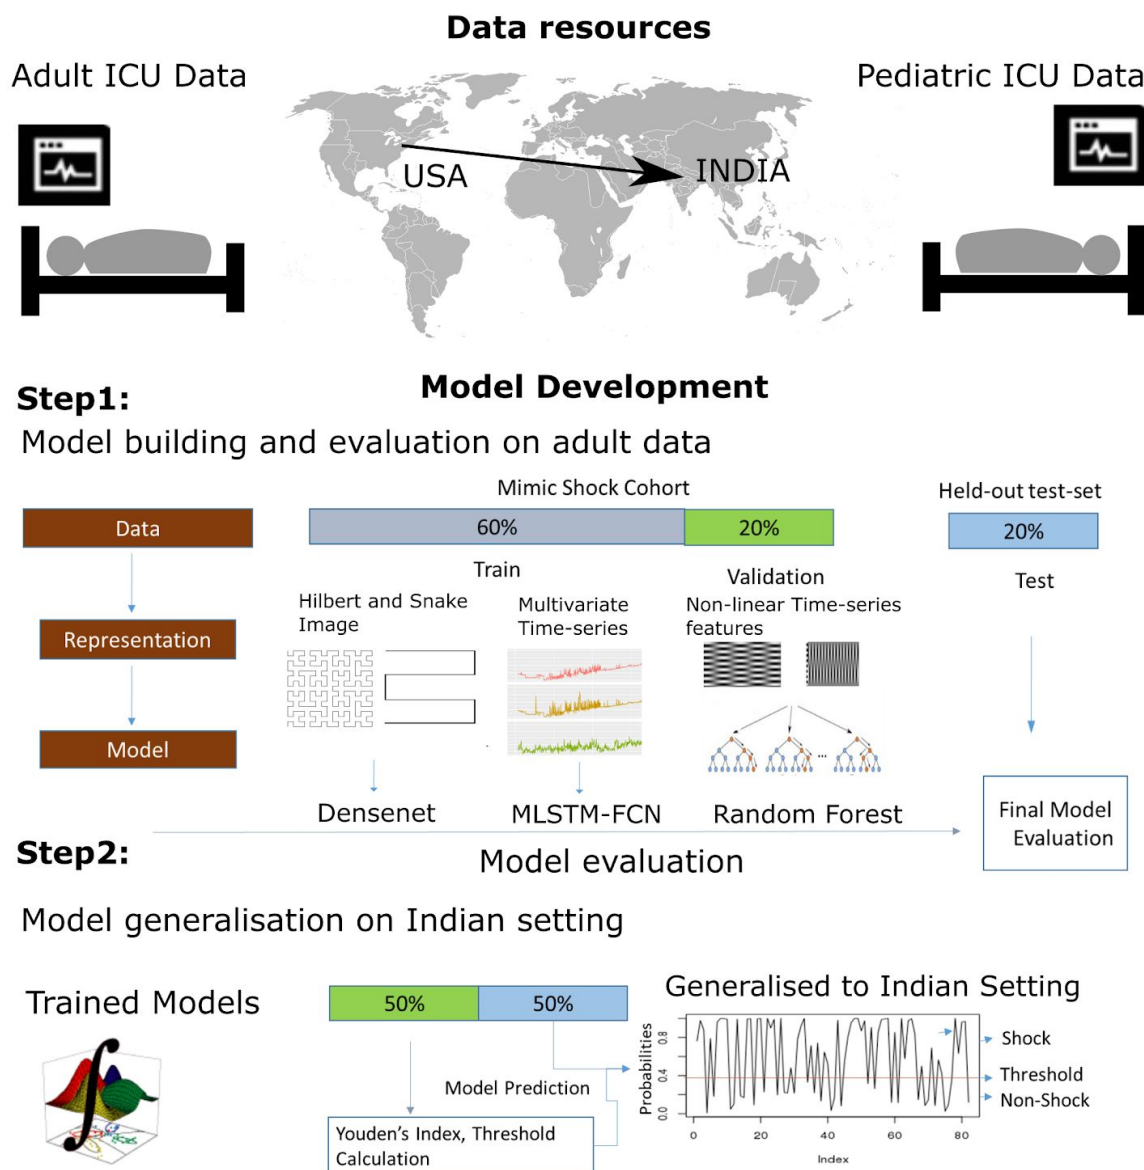 Data resources
Adult ICU Data
Pediatric ICU Data
USA
INDIA
Model Development
Step1:
Model building and evaluation on adult data
Mimic Shock Cohort
Held-out test-set
Data
60%
20%
20%
Train
Validation
Test
Hilbert and Snake
Image
Multivariate
Time-series
Non-linear Time-series
features
Representation
Model
...
Densenet
MLSTM-FCN
Random Forest
Final Model
Evaluation
Step2:
Model evaluation
Model generalisation on Indian setting
Trained Models
50%
50%
Generalised to Indian Setting
Model Prediction
Youden's Index, Threshold
Calculation
Probabilities
0.8
0.4
0.0
Shock
Threshold
Non-Shock
0
20
40
60
80
Index